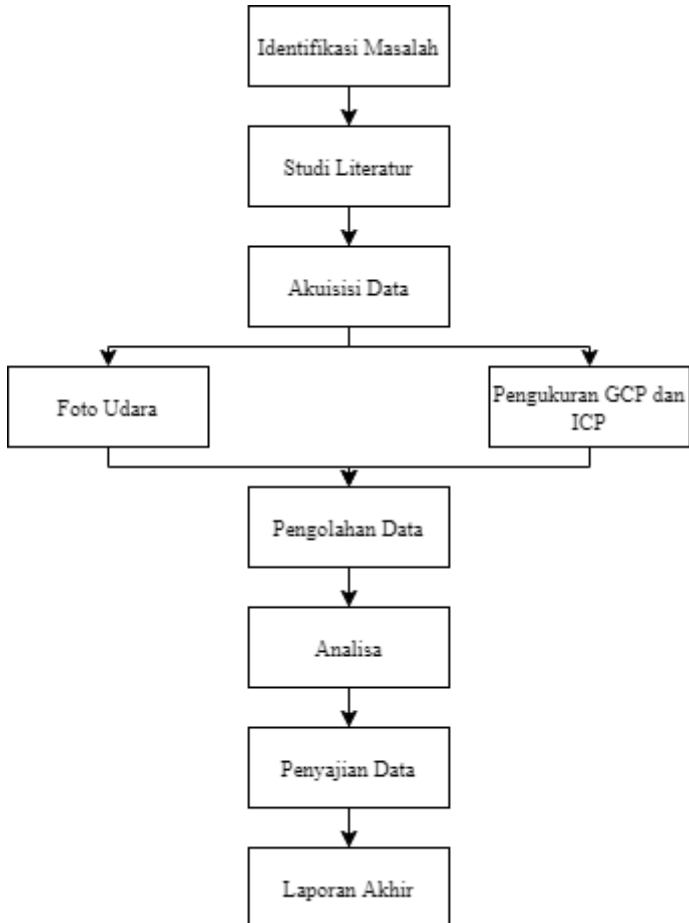 Identifikasi Masalah
Studi Literatur
Akuisisi Data
Foto Udara
Pengukuran GCP dan
ICP
Pengolahan Data
Analisa
Penyajian Data
Laporan Akhir